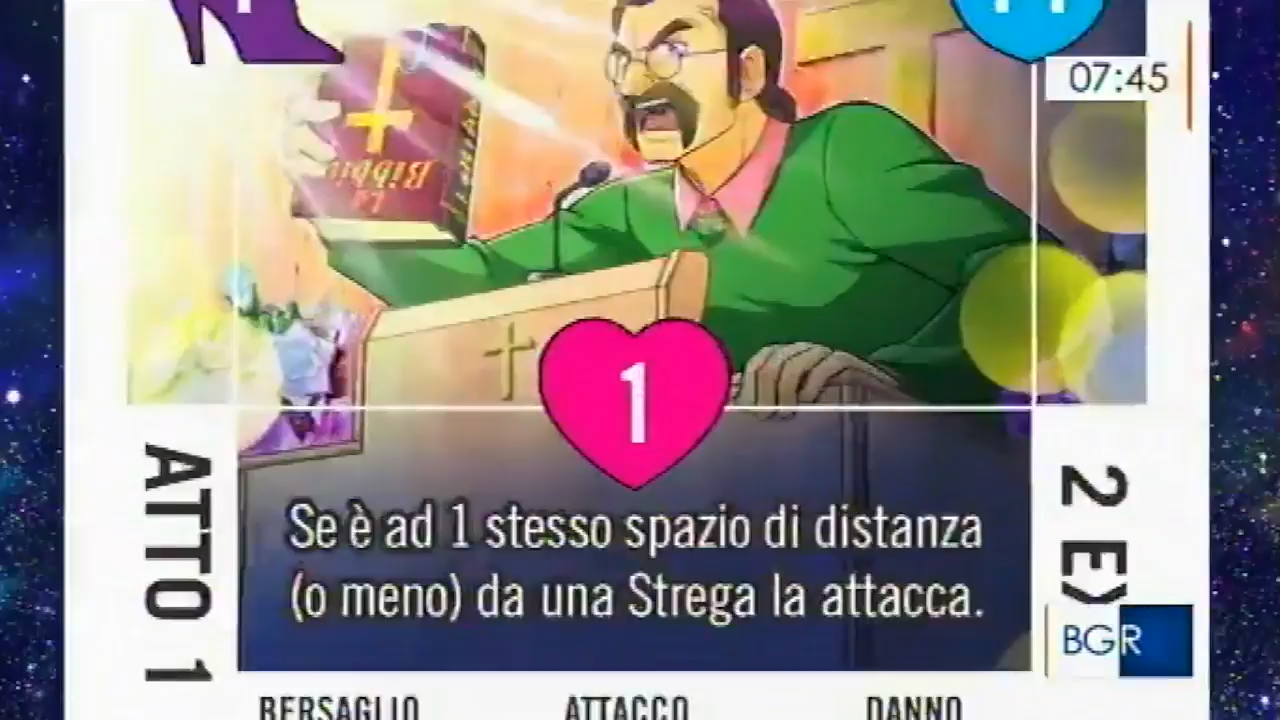 07:45
La
Bibbia
1
ATTO 1
Se è ad 1 stesso spazio di distanza
(o meno) da una Strega la attacca.
2 E)
BGR
BERSAGLIO ATTACCO DANNO